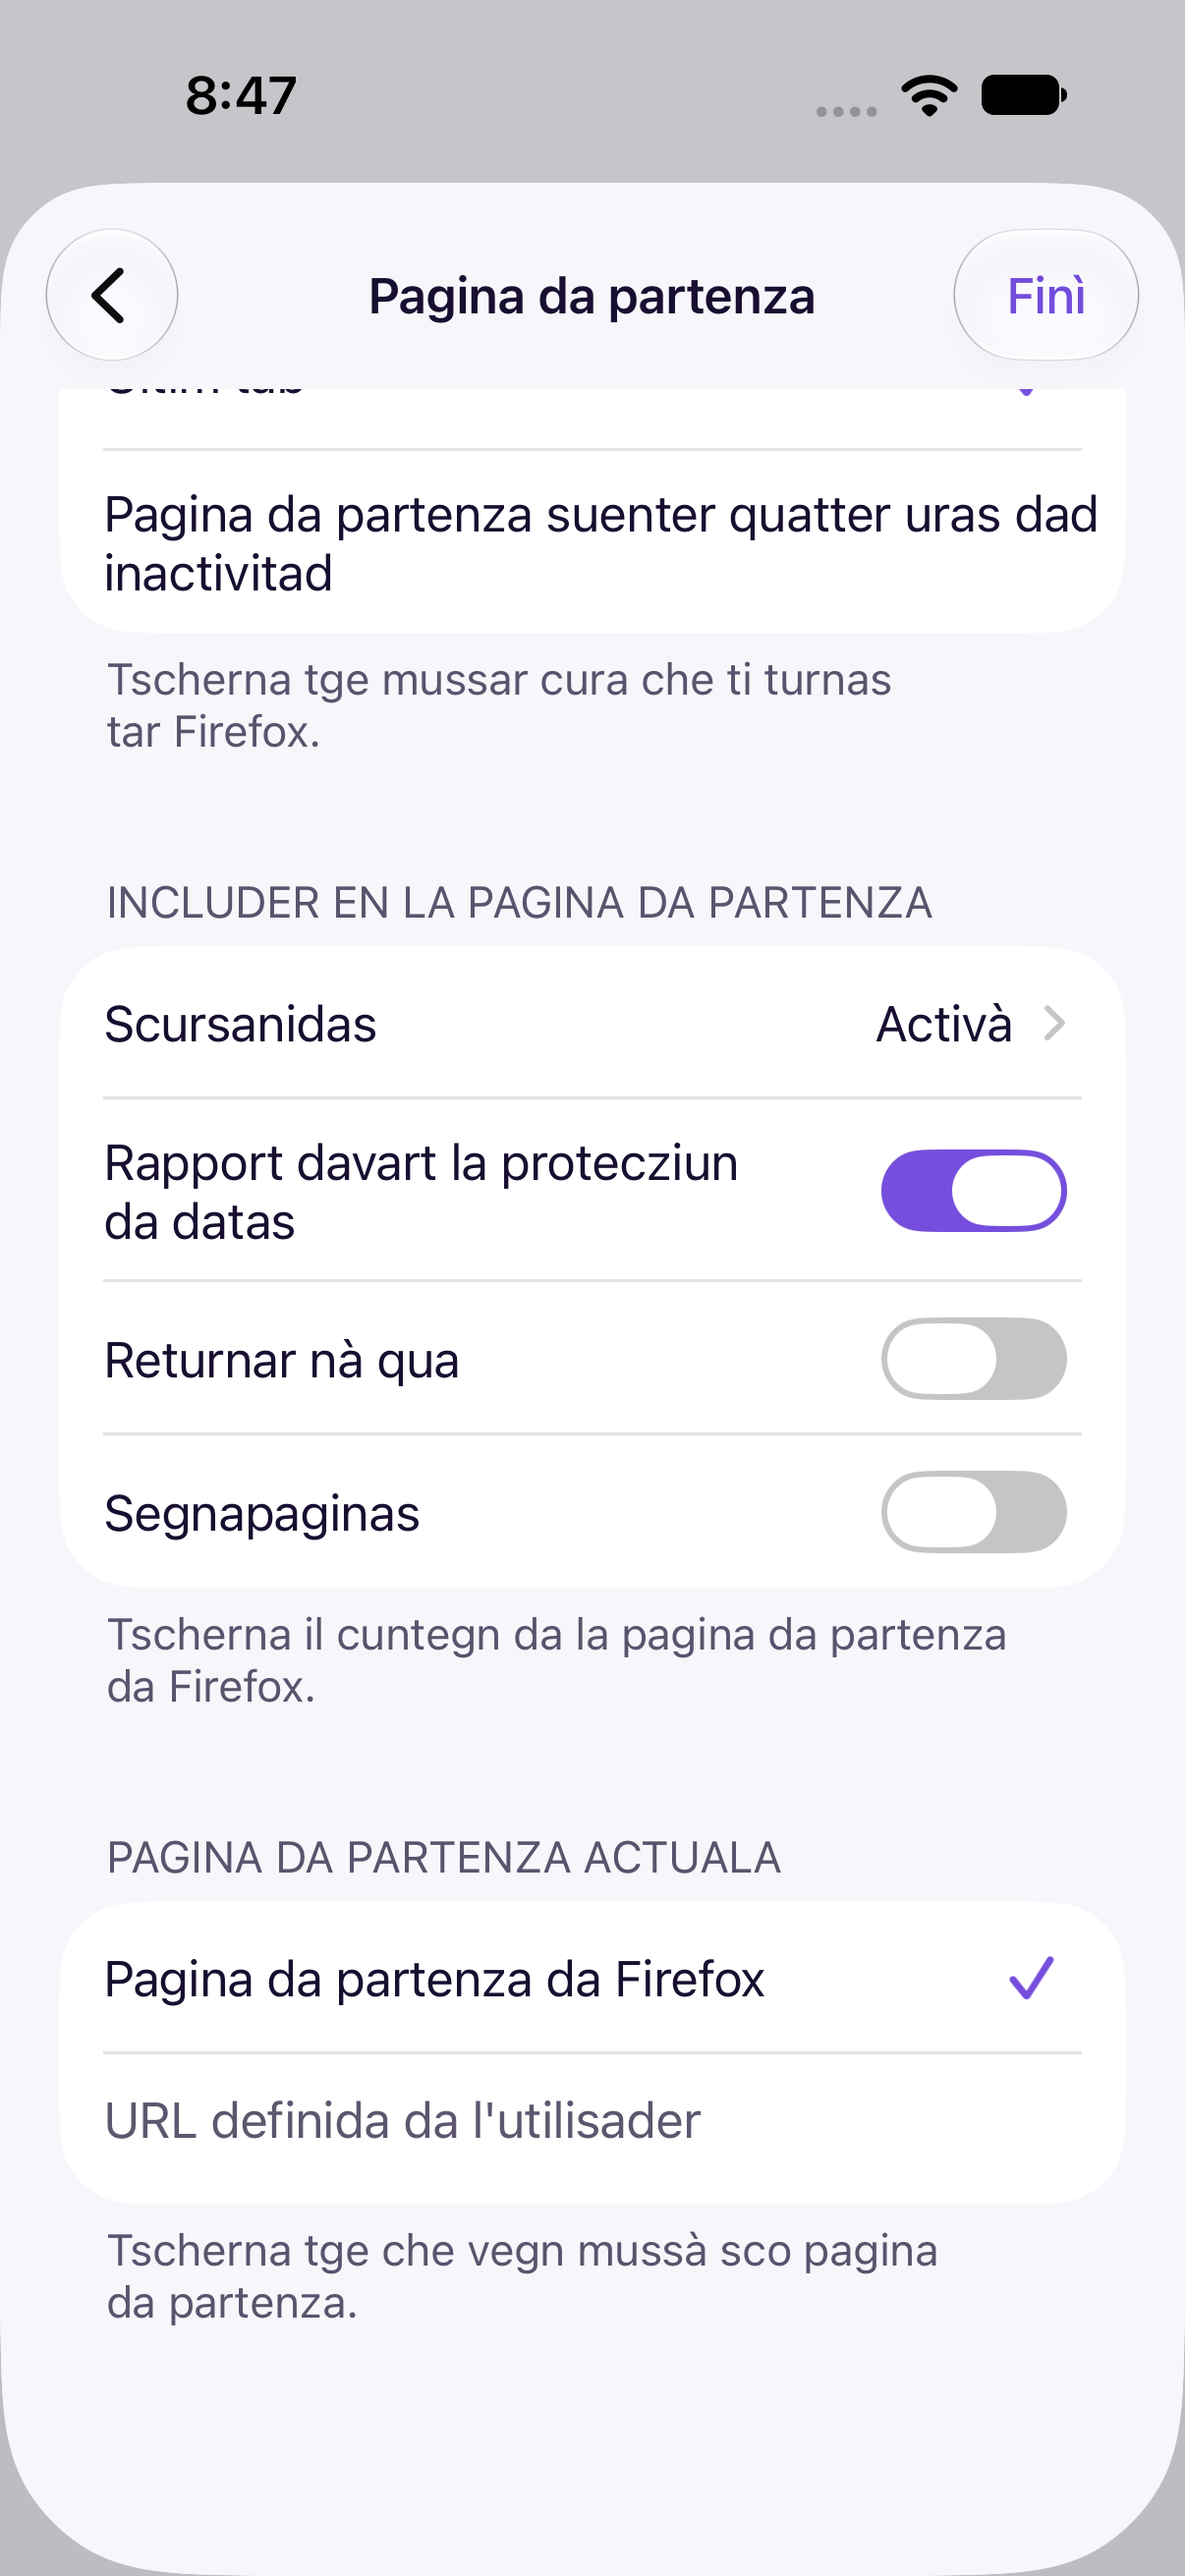 8:47
Pagina da partenza
Finì
Pagina da partenza suenter quatter uras dad
inactivitad
Tscherna tge mussar cura che ti turnas
tar Firefox.
INCLUDER EN LA PAGINA DA PARTENZA
Scursanidas
Activà
Rapport davart la protecziun
da datas
Returnar nà qua
Segnapaginas
Tscherna il cuntegn da la pagina da partenza
da Firefox.
PAGINA DA PARTENZA ACTUALA
Pagina da partenza da Firefox
URL definida da l'utilisader
Tscherna tge che vegn mussà sco pagina
da partenza.